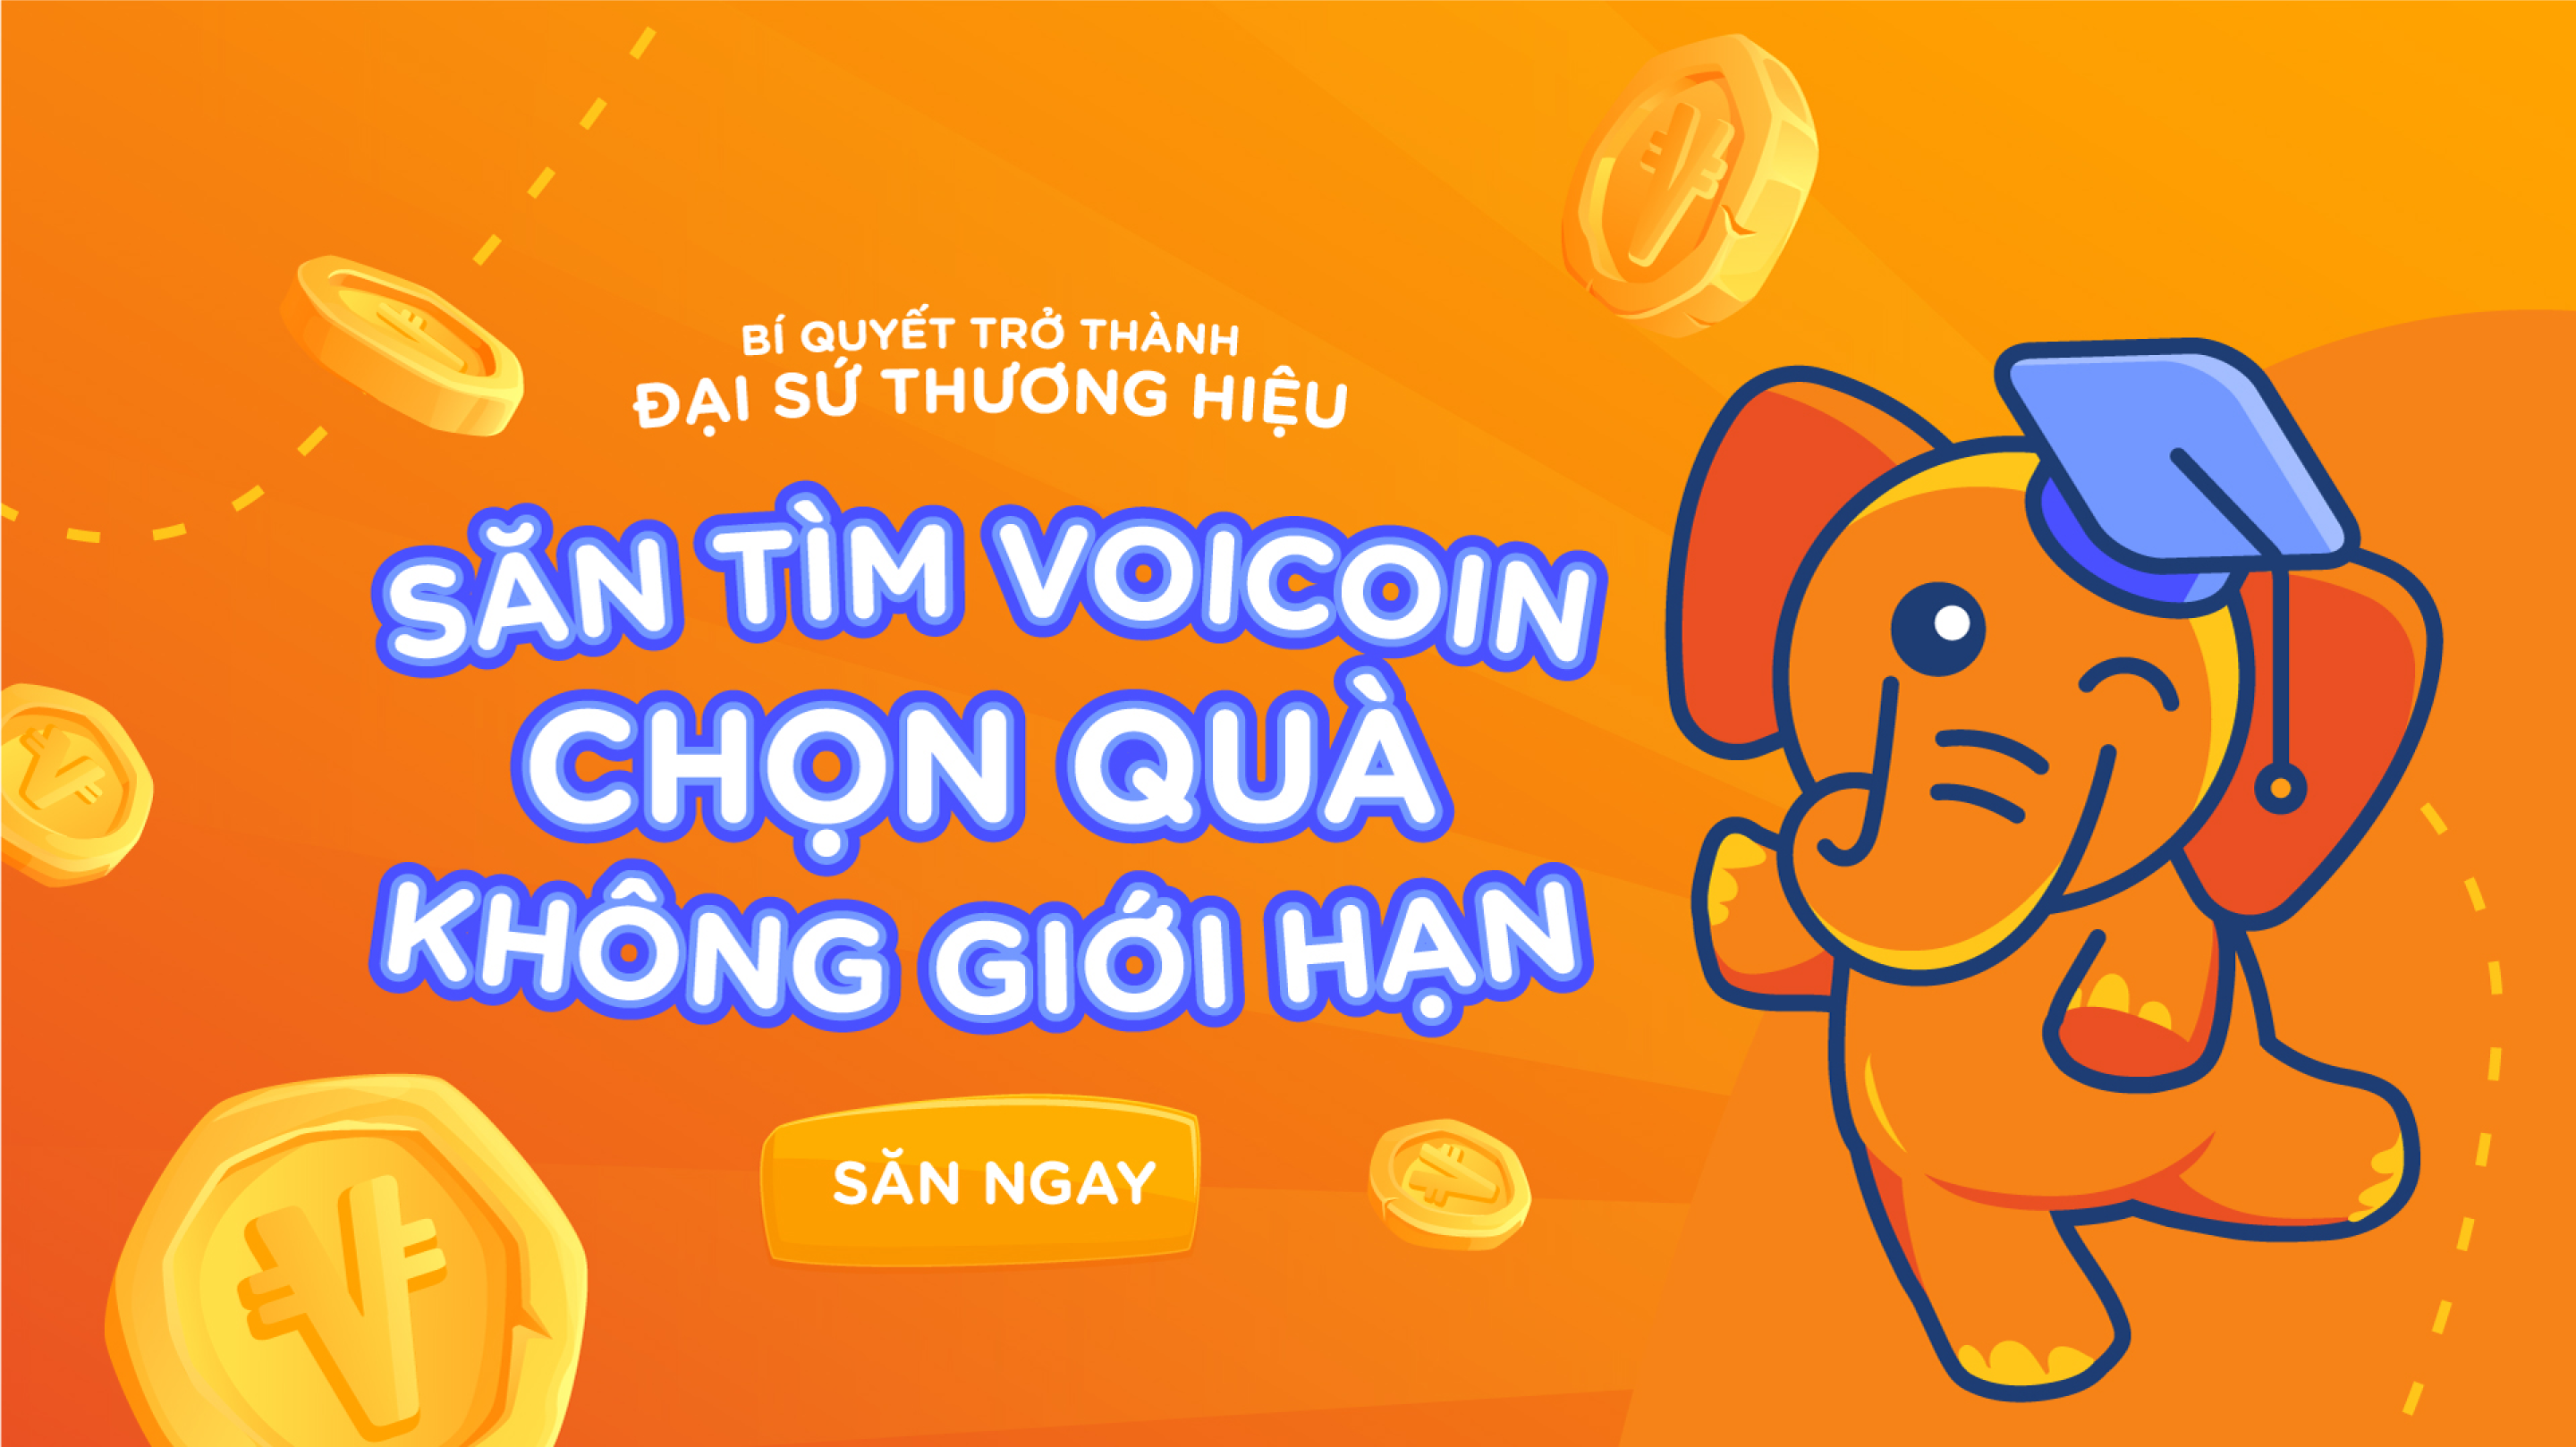 BÍ QUYẾT TRỞ THÀNH
ĐẠI SỨ THƯƠNG HIỆU
SĂN TÌM VOICOIN
CHỌN QUÀ
KHÔNG GIỚI HẠN
SĂN NGAY